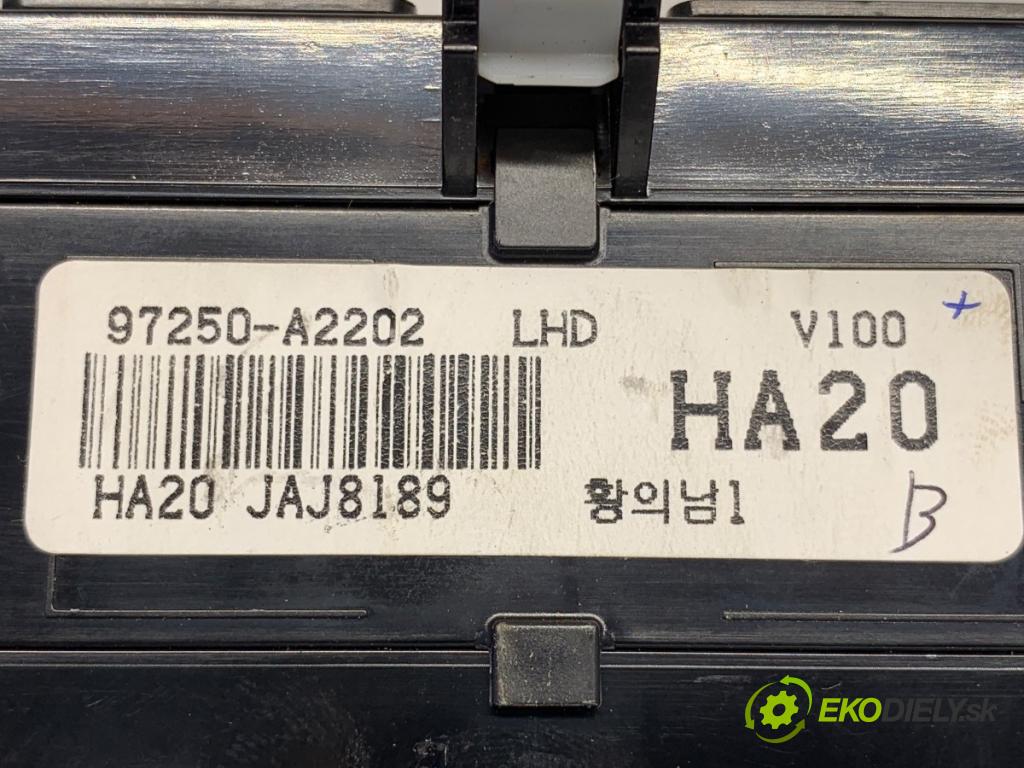 97250-A2202 LHD V100 +
HA20
HA20 JAJ8189 황의남1 B
EKODIELY.sk